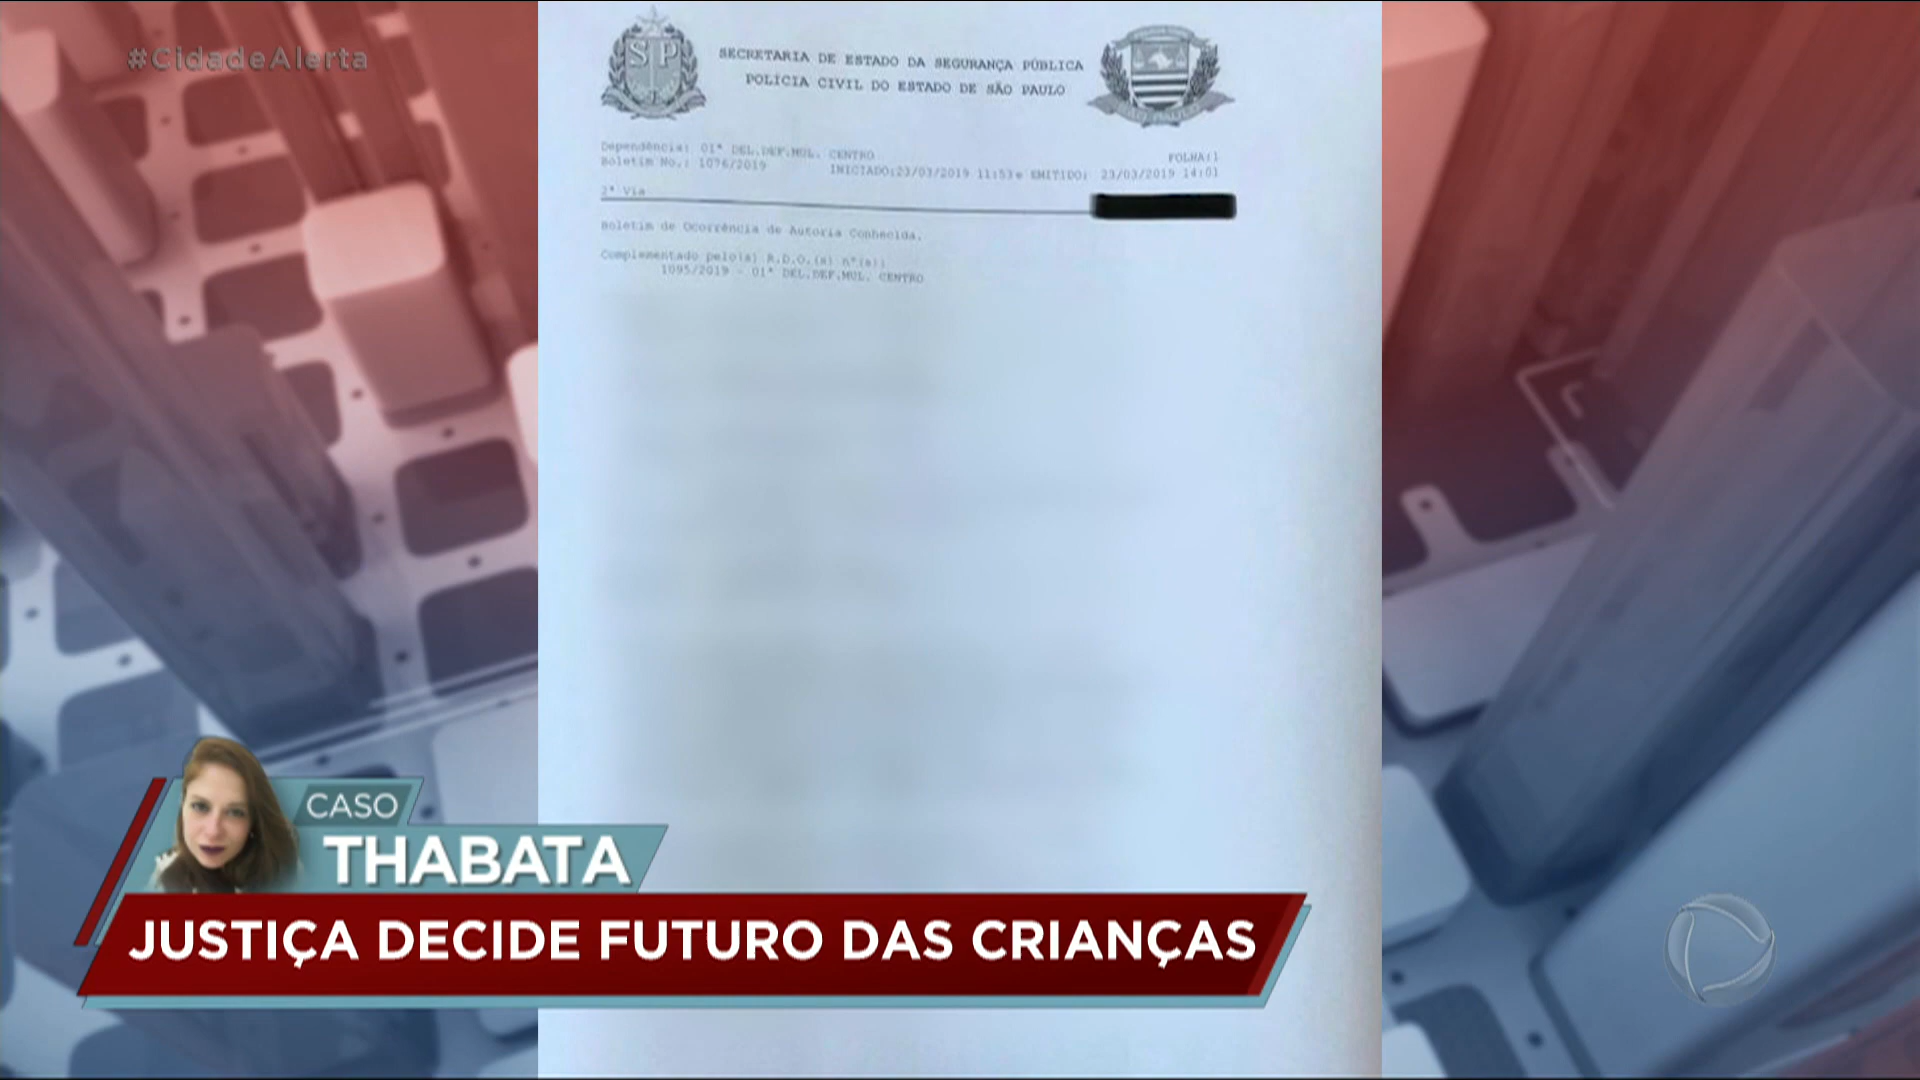 #CidadeAlerta
SP
SECRETARIA DE ESTADO DA SEGURANÇA PÚBLICA
POLÍCIA CIVIL DO ESTADO DE SÃO PAULO
Dependência: 01ª DEL.DEF.MUL. CENTRO
FOLHA:1
Boletim No.: 1076/2019
INICIADO:23/03/2019 11:53 e EMITIDO: 23/03/2019 14:01
2ª Via
Boletim de Ocorrência de Autoria Conhecida.
Complementado pelo(a) R.D.O.(s) nº(s):
1095/2019 - 01ª DEL.DEF.MUL. CENTRO
CASO
THABATA
JUSTIÇA DECIDE FUTURO DAS CRIANÇAS